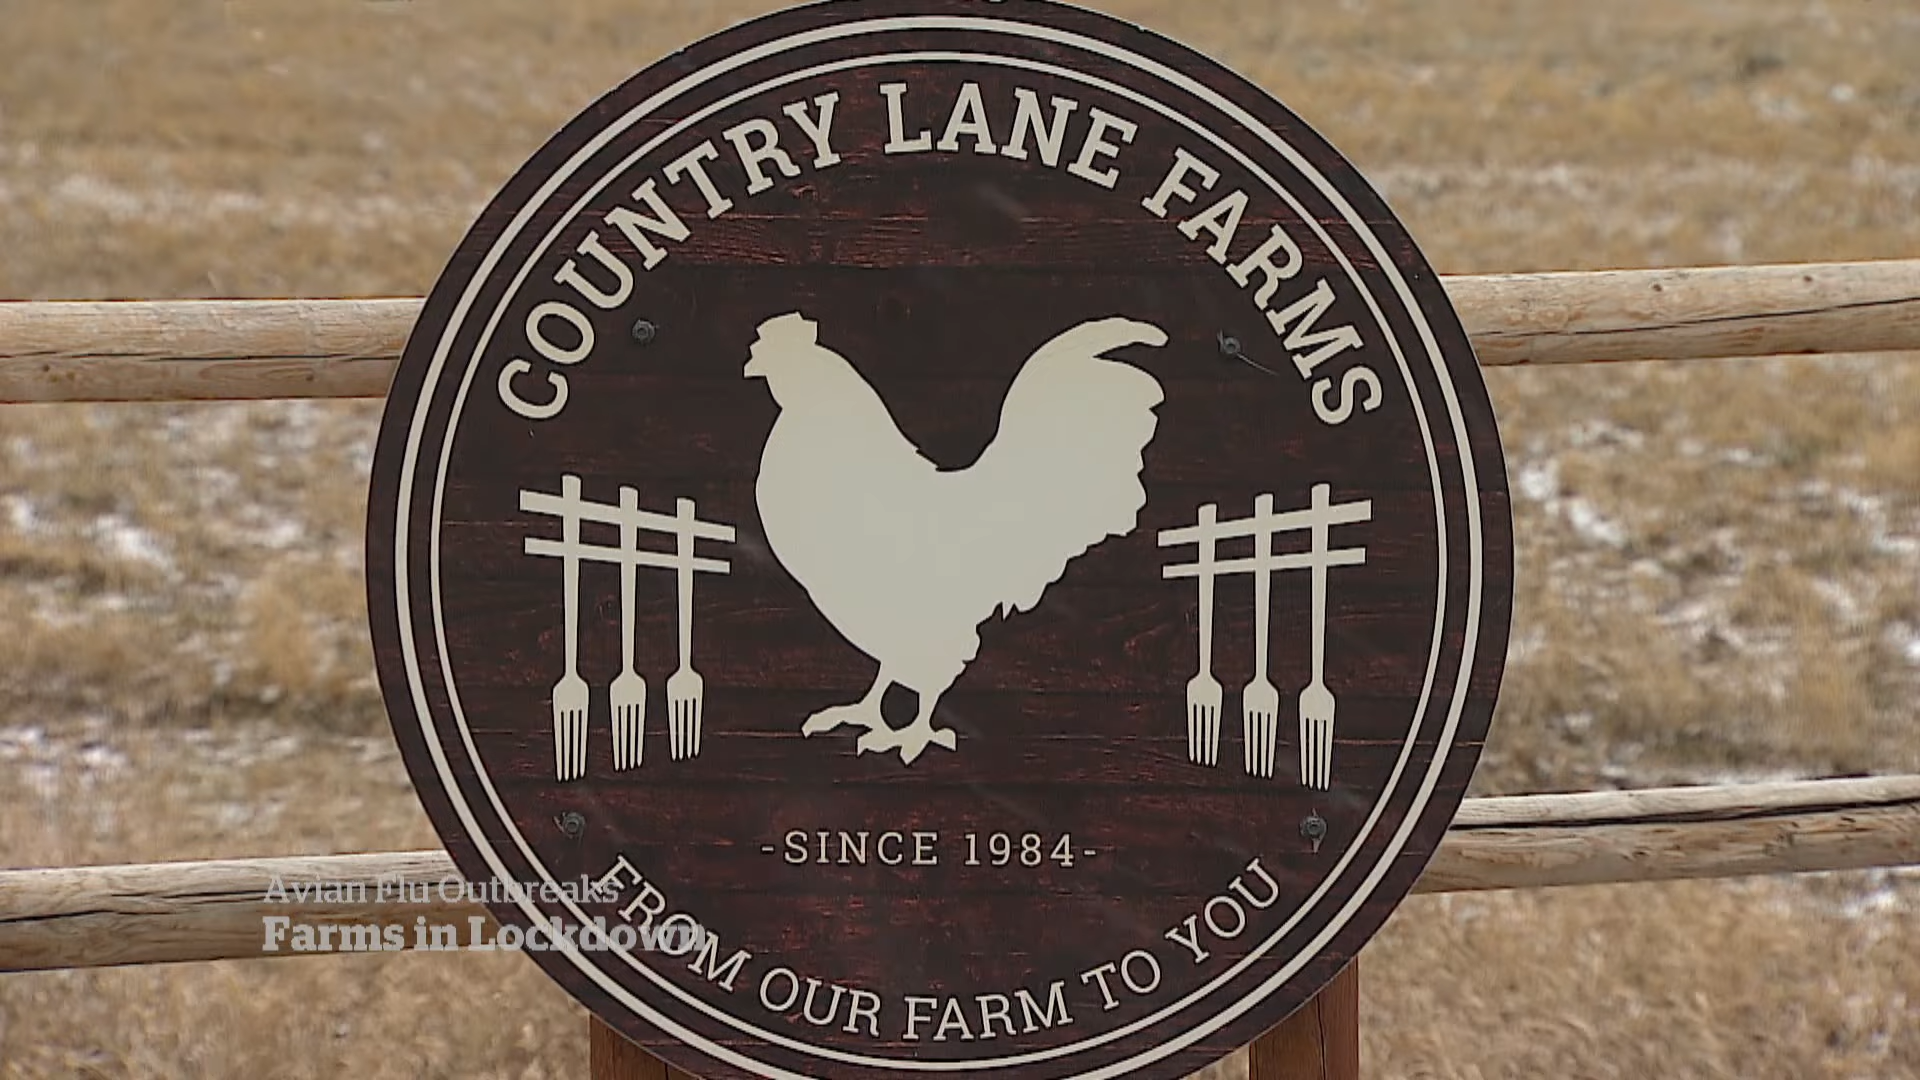 COUNTRY LANE FARMS
-SINCE 1984-
FROM OUR FARM TO YOU
Avian Flu Outbreaks
Farms in Lockdown